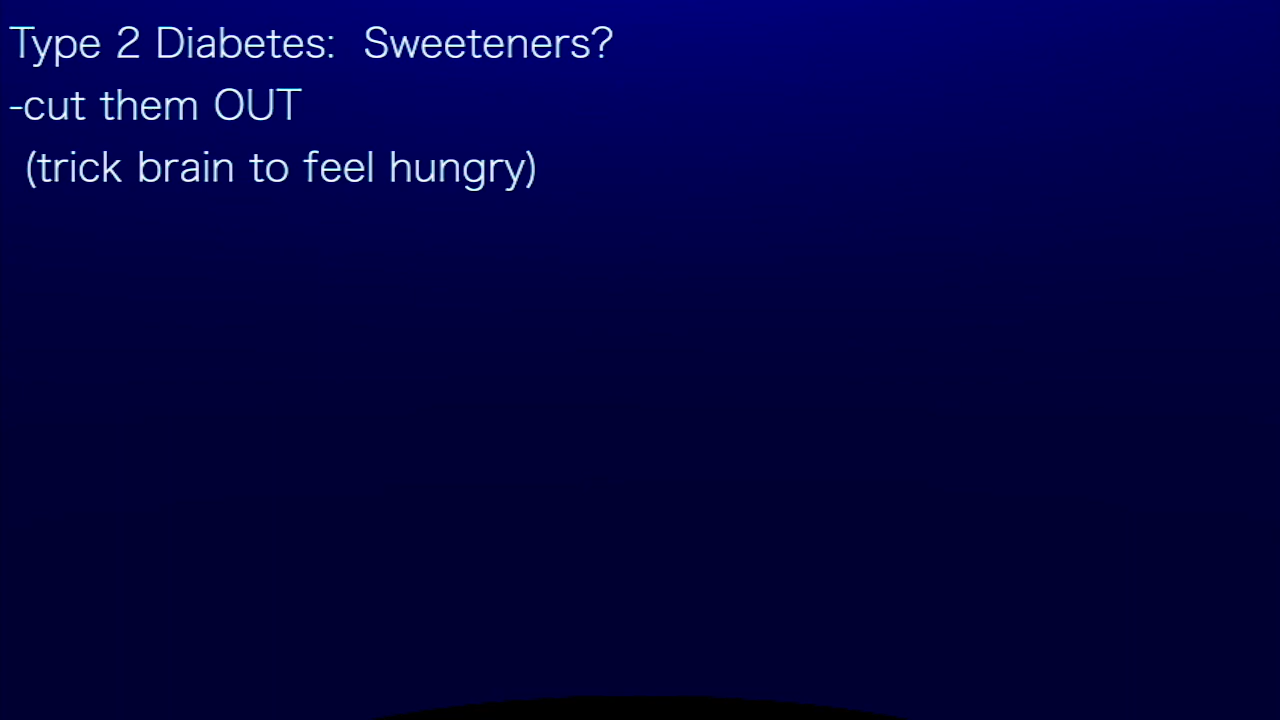 Type 2 Diabetes:  Sweeteners?
-cut them OUT
(trick brain to feel hungry)